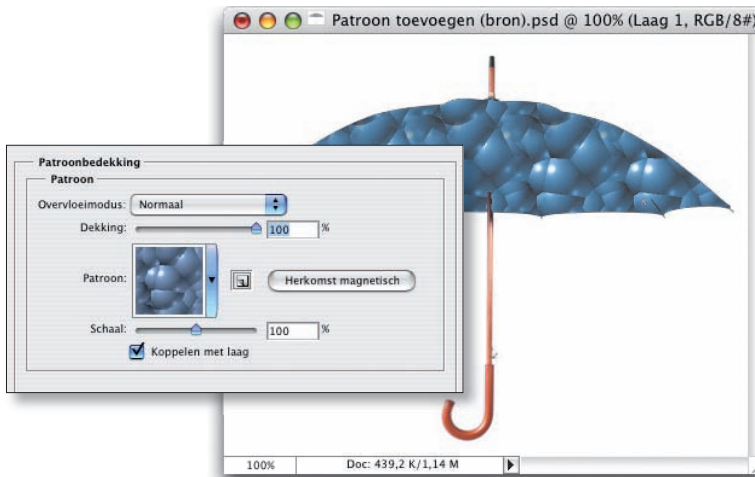 Patroon toevoegen (bron).psd @ 100% (Laag 1, RGB/8#)
Patroonbedekking
Patroon
Overvloeimodus: Normaal
Dekking: 100 %
Patroon: Herkomst magnetisch
Schaal: 100 %
Koppelen met laag
100% Doc: 439,2 K/1,14 M